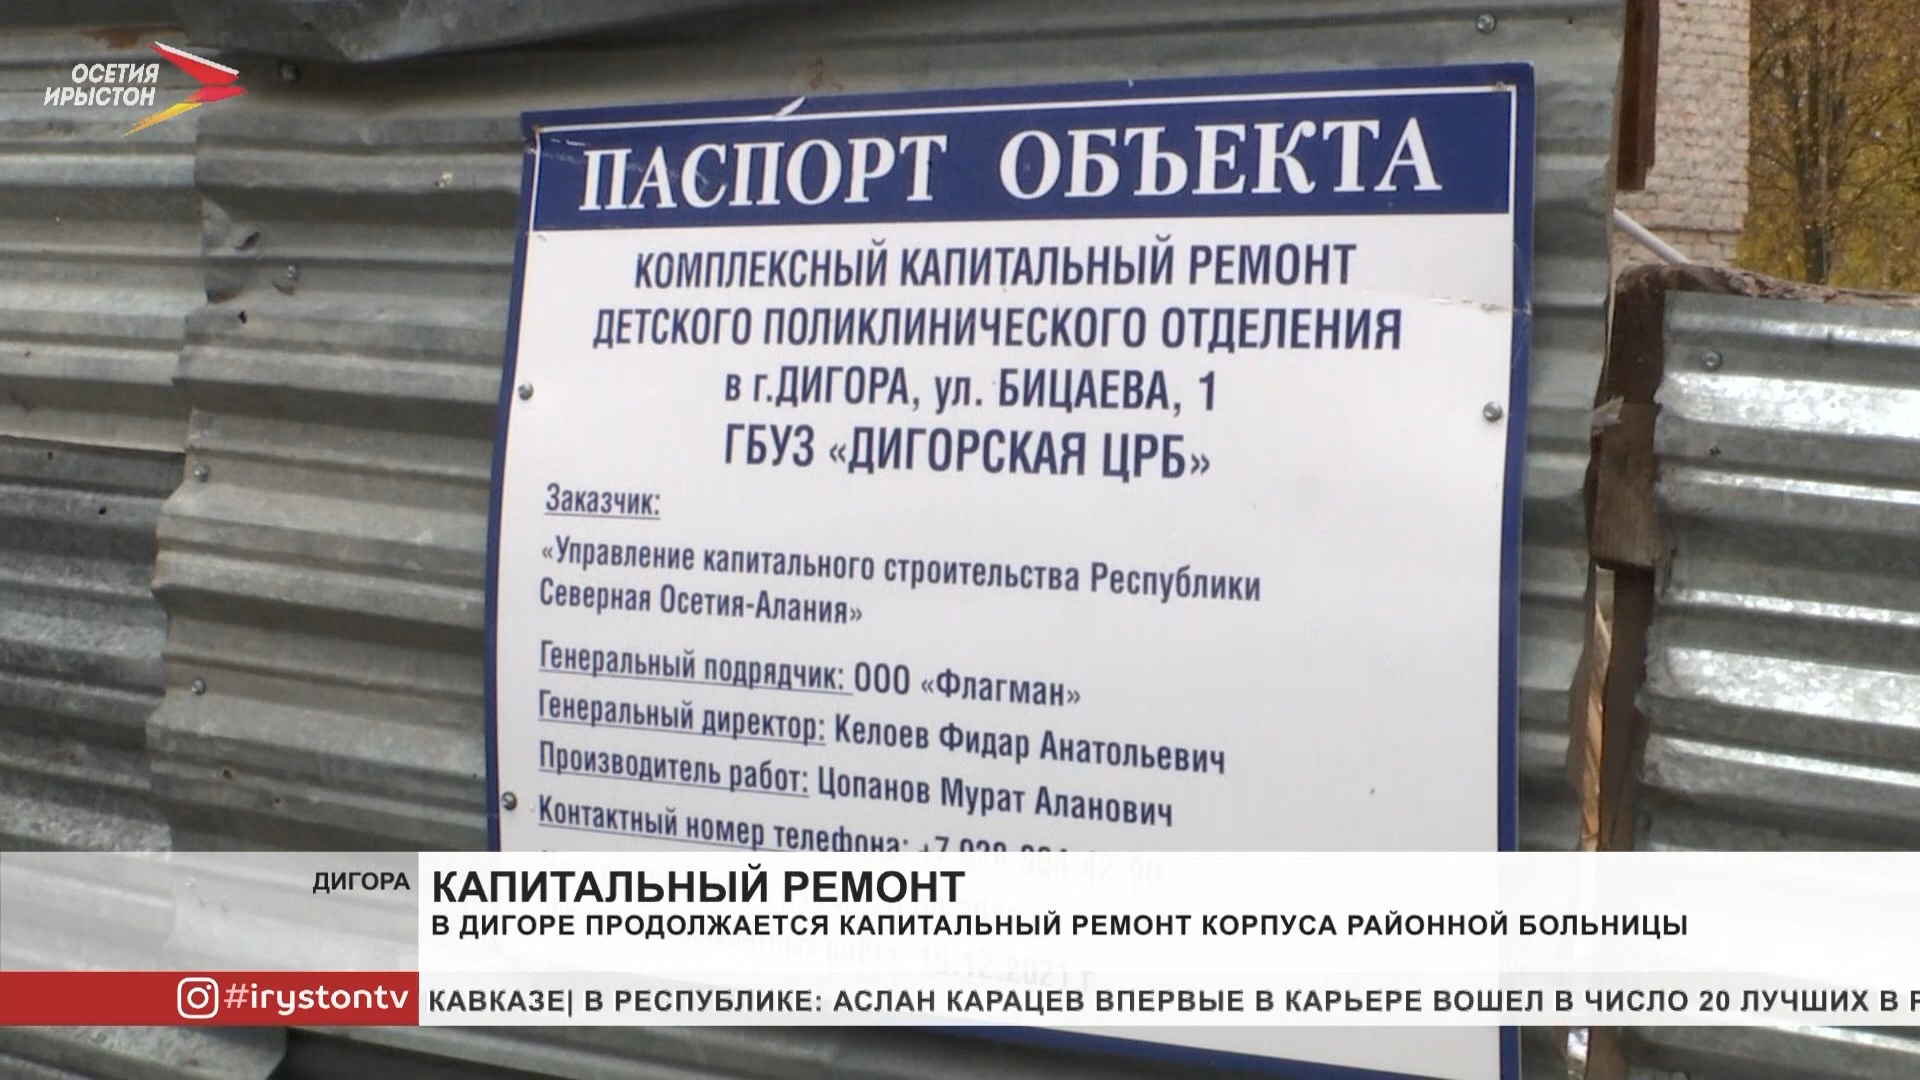 ОСЕТИЯ
ИРЫСТОН
ПАСПОРТ ОБЪЕКТА
КОМПЛЕКСНЫЙ КАПИТАЛЬНЫЙ РЕМОНТ
ДЕТСКОГО ПОЛИКЛИНИЧЕСКОГО ОТДЕЛЕНИЯ
в г.ДИГОРА, ул. БИЦАЕВА, 1
ГБУЗ «ДИГОРСКАЯ ЦРБ»
Заказчик:
«Управление капитального строительства Республики
Северная Осетия-Алания»
Генеральный подрядчик: ООО «Флагман»
Генеральный директор: Келоев Фидар Анатольевич
Производитель работ: Цопанов Мурат Аланович
Контактный номер телефона: +7
ДИГОРА
КАПИТАЛЬНЫЙ РЕМОНТ
В ДИГОРЕ ПРОДОЛЖАЕТСЯ КАПИТАЛЬНЫЙ РЕМОНТ КОРПУСА РАЙОННОЙ БОЛЬНИЦЫ
#irystontv
КАВКАЗЕ| В РЕСПУБЛИКЕ: АСЛАН КАРАЦЕВ ВПЕРВЫЕ В КАРЬЕРЕ ВОШЕЛ В ЧИСЛО 20 ЛУЧШИХ В